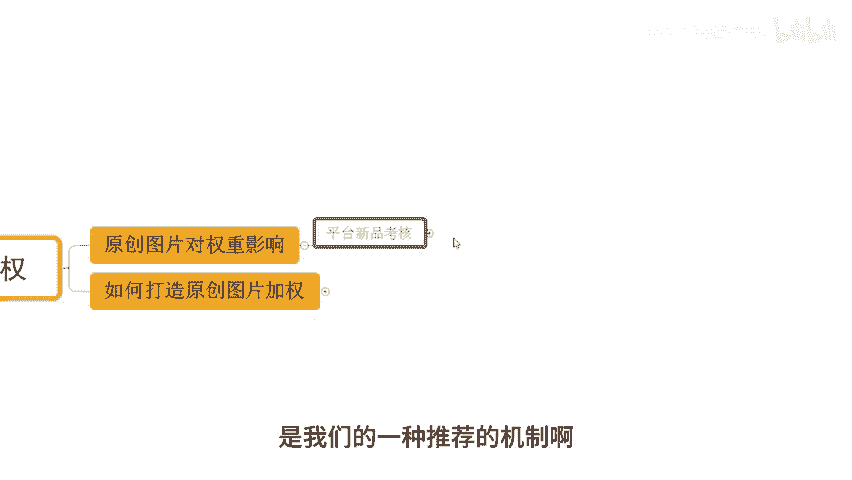 bilibili
权
原创图片对权重影响
平台新品考核
如何打造原创图片加权
是我们的一种推荐的机制啊